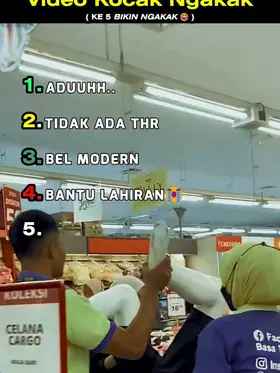 Video Kocak Ngakak
( KE 5 BIKIN NGAKAK 🤣 )
1. ADUUHH..
2. TIDAK ADA THR
3. BEL MODERN
4. BANTU LAHIRAN😭
5.
KOLEKSI
CELANA
CARGO